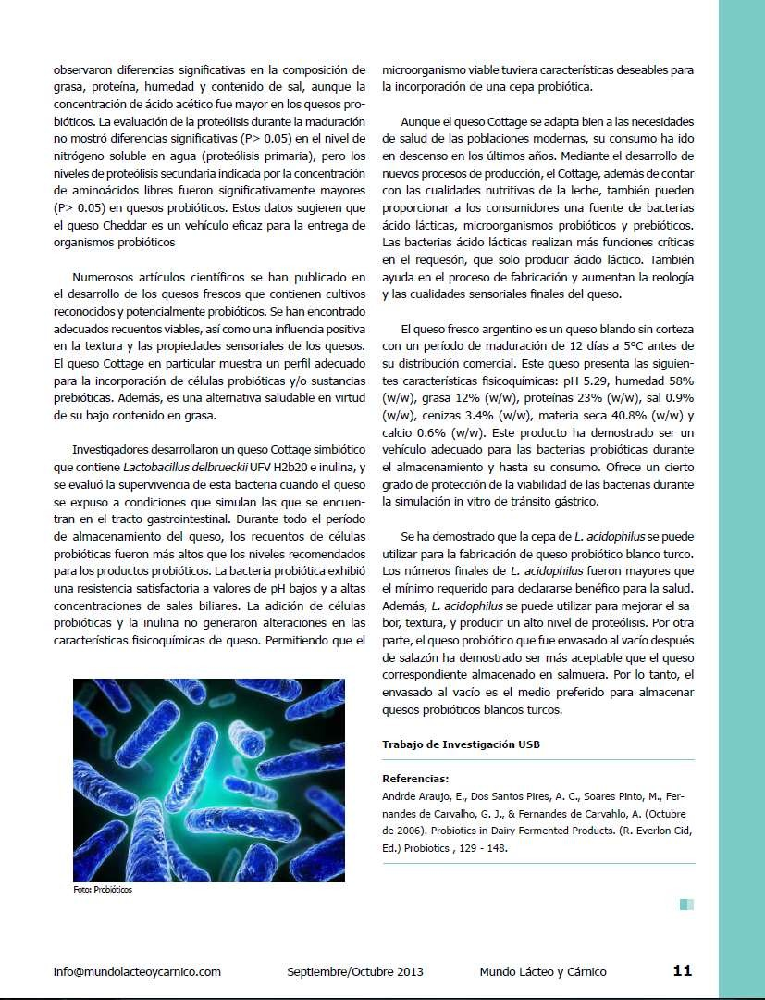 observaron diferencias significativas en la composición de
grasa, proteína, humedad y contenido de sal, aunque la
concentración de ácido acético fue mayor en los quesos pro-
bióticos. La evaluación de la proteólisis durante la maduración
no mostró diferencias significativas (P> 0.05) en el nivel de
nitrógeno soluble en agua (proteólisis primaria), pero los
niveles de proteólisis secundaria indicada por la concentración
de aminoácidos libres fueron significativamente mayores
(P> 0.05) en quesos probióticos. Estos datos sugieren que
el queso Cheddar es un vehículo eficaz para la entrega de
organismos probióticos
Numerosos artículos científicos se han publicado en
el desarrollo de los quesos frescos que contienen cultivos
reconocidos y potencialmente probióticos. Se han encontrado
adecuados recuentos viables, así como una influencia positiva
en la textura y las propiedades sensoriales de los quesos.
El queso Cottage en particular muestra un perfil adecuado
para la incorporación de células probióticas y/o sustancias
prebióticas. Además, es una alternativa saludable en virtud
de su bajo contenido en grasa.
Investigadores desarrollaron un queso Cottage simbiótico
que contiene Lactobacillus delbrueckii UFV H2b20 e inulina, y
se evaluó la supervivencia de esta bacteria cuando el queso
se expuso a condiciones que simulan las que se encuen-
tran en el tracto gastrointestinal. Durante todo el período
de almacenamiento del queso, los recuentos de células
probióticas fueron más altos que los niveles recomendados
para los productos probióticos. La bacteria probiótica exhibió
una resistencia satisfactoria a valores de pH bajos y a altas
concentraciones de sales biliares. La adición de células
probióticas y la inulina no generaron alteraciones en las
características fisicoquímicas de queso. Permitiendo que el
Foto: Probióticos
microorganismo viable tuviera características deseables para
la incorporación de una cepa probiótica.
Aunque el queso Cottage se adapta bien a las necesidades
de salud de las poblaciones modernas, su consumo ha ido
en descenso en los últimos años. Mediante el desarrollo de
nuevos procesos de producción, el Cottage, además de contar
con las cualidades nutritivas de la leche, también pueden
proporcionar a los consumidores una fuente de bacterias
ácido lácticas, microorganismos probióticos y prebióticos.
Las bacterias ácido lácticas realizan más funciones críticas
en el requesón, que solo producir ácido láctico. También
ayuda en el proceso de fabricación y aumentan la reología
y las cualidades sensoriales finales del queso.
El queso fresco argentino es un queso blando sin corteza
con un período de maduración de 12 días a 5°C antes de
su distribución comercial. Este queso presenta las siguien-
tes características fisicoquímicas: pH 5.29, humedad 58%
(w/w), grasa 12% (w/w), proteínas 23% (w/w), sal 0.9%
(w/w), cenizas 3.4% (w/w), materia seca 40.8% (w/w) y
calcio 0.6% (w/w). Este producto ha demostrado ser un
vehículo adecuado para las bacterias probióticas durante
el almacenamiento y hasta su consumo. Ofrece un cierto
grado de protección de la viabilidad de las bacterias durante
la simulación in vitro de tránsito gástrico.
Se ha demostrado que la cepa de L. acidophilus se puede
utilizar para la fabricación de queso probiótico blanco turco.
Los números finales de L. acidophilus fueron mayores que
el mínimo requerido para declararse benéfico para la salud.
Además, L. acidophilus se puede utilizar para mejorar el sa-
bor, textura, y producir un alto nivel de proteólisis. Por otra
parte, el queso probiótico que fue envasado al vacío después
de salazón ha demostrado ser más aceptable que el queso
correspondiente almacenado en salmuera. Por lo tanto, el
envasado al vacío es el medio preferido para almacenar
quesos probióticos blancos turcos.
Trabajo de Investigación USB
Referencias:
Andrde Araujo, E., Dos Santos Pires, A. C., Soares Pinto, M., Fer-
nandes de Carvalho, G. J., & Fernandes de Carvahlo, A. (Octubre
de 2006). Probiotics in Dairy Fermented Products. (R. Everlon Cid,
Ed.) Probiotics , 129 - 148.
info@mundolacteoycarnico.com Septiembre/Octubre 2013 Mundo Lácteo y Cárnico 11